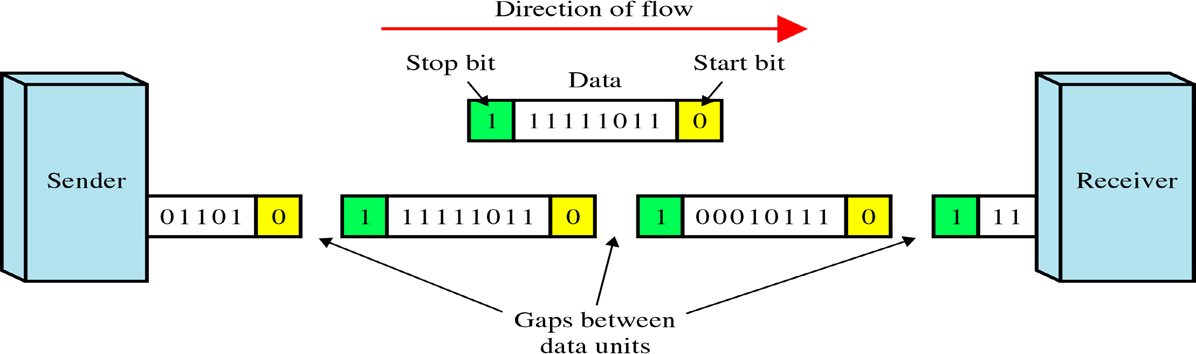 Direction of flow
Stop bit
Data
Start bit
1 11111011 0
Sender
Receiver
01101 0 1 11111011 0 1 00010111 0 1 11
Gaps between
data units